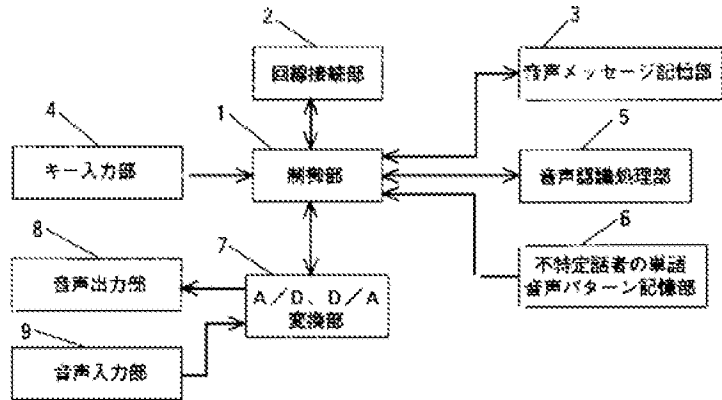 2
回線接続部
3
音声メッセージ記憶部
4
キー入力部
1
制御部
5
音声認識処理部
6
不特定話者の単語
音声パターン記憶部
7
A/D、D/A
変換部
8
音声出力部
9
音声入力部